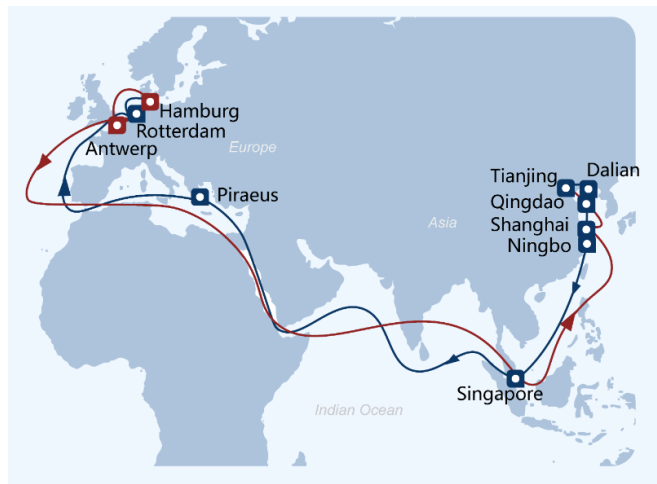 Hamburg
Rotterdam
Antwerp
Europe
Tianjing
Dalian
Qingdao
Piraeus
Shanghai
Asia
Ningbo
Singapore
Indian Ocean